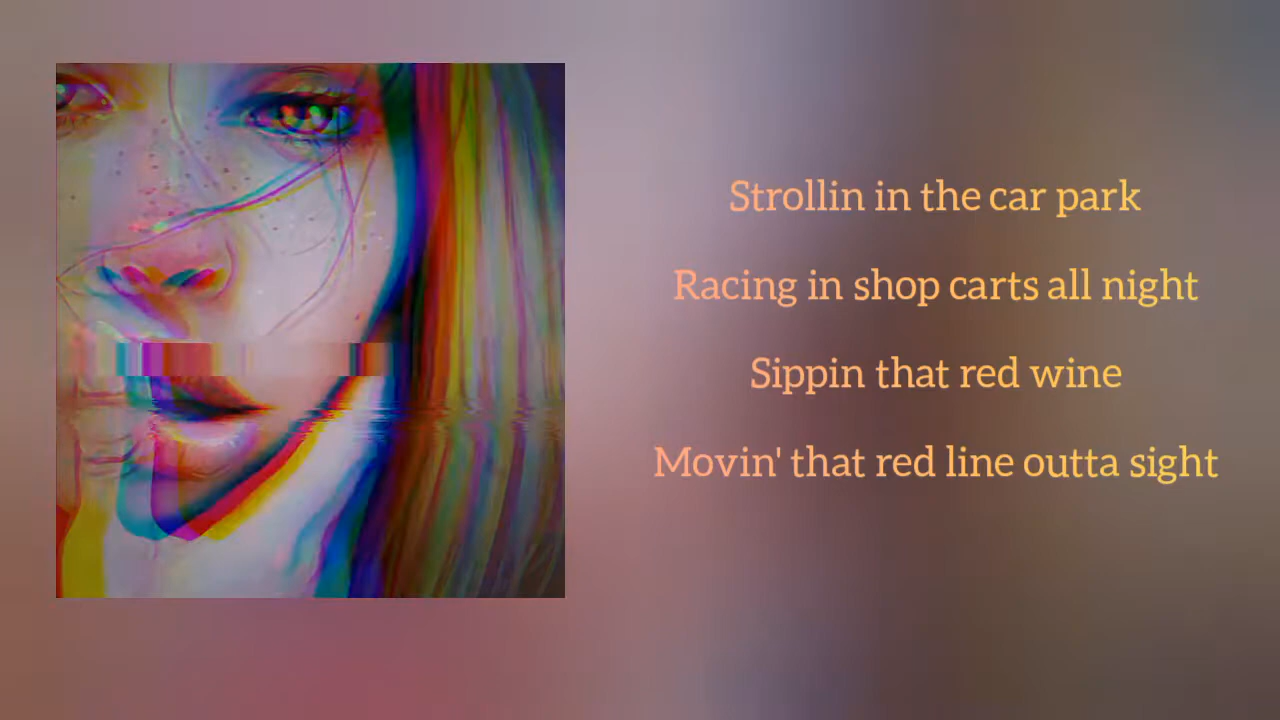 Strollin in the car park
Racing in shop carts all night
Sippin that red wine
Movin' that red line outta sight